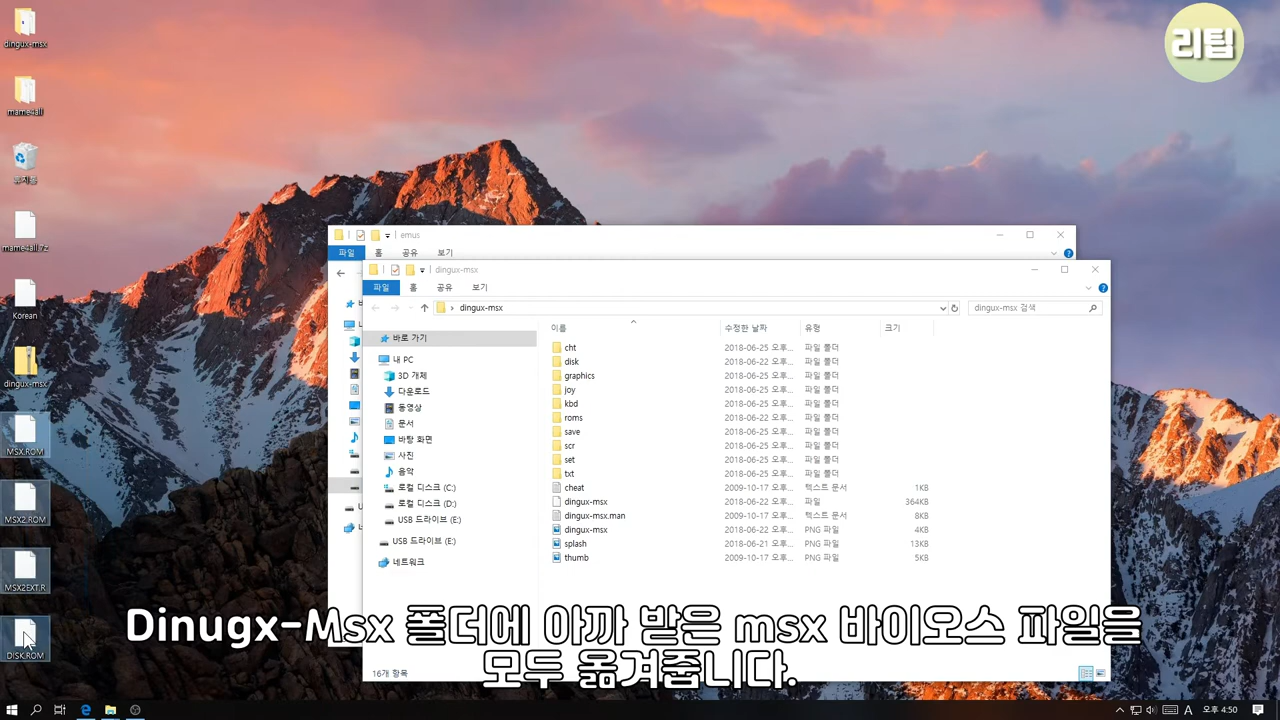 dingux-msx
mame4all
휴지통
mame4all.7z
Korean
dingux-msx
MSX.ROM
MSX2.ROM
MSX2EXT.R
DISK.ROM
리팁
emus
파일 홈 공유 보기
dingux-msx
파일 홈 공유 보기
dingux-msx
dingux-msx 검색
바로 가기
내 PC
3D 개체
다운로드
동영상
문서
바탕 화면
사진
음악
로컬 디스크 (C:)
로컬 디스크 (D:)
USB 드라이브 (E:)
USB 드라이브 (E:)
네트워크
이름 수정한 날짜 유형 크기
cht 2018-06-25 오후... 파일 폴더
disk 2018-06-22 오후... 파일 폴더
graphics 2018-06-25 오후... 파일 폴더
joy 2018-06-25 오후... 파일 폴더
kbd 2018-06-25 오후... 파일 폴더
roms 2018-06-22 오후... 파일 폴더
save 2018-06-25 오후... 파일 폴더
scr 2018-06-25 오후... 파일 폴더
set 2018-06-25 오후... 파일 폴더
txt 2018-06-25 오후... 파일 폴더
cheat 2009-10-17 오후... 텍스트 문서 1KB
dingux-msx 2018-06-22 오후... 파일 364KB
dingux-msx.man 2009-10-17 오후... 텍스트 문서 8KB
dingux-msx 2018-06-22 오후... PNG 파일 4KB
splash 2018-06-21 오후... PNG 파일 13KB
thumb 2009-10-17 오후... PNG 파일 5KB
Dinugx-Msx 폴더에 아까 받은 msx 바이오스 파일을
모두 옮겨줍니다.
16개 항목
A 오후 4:50